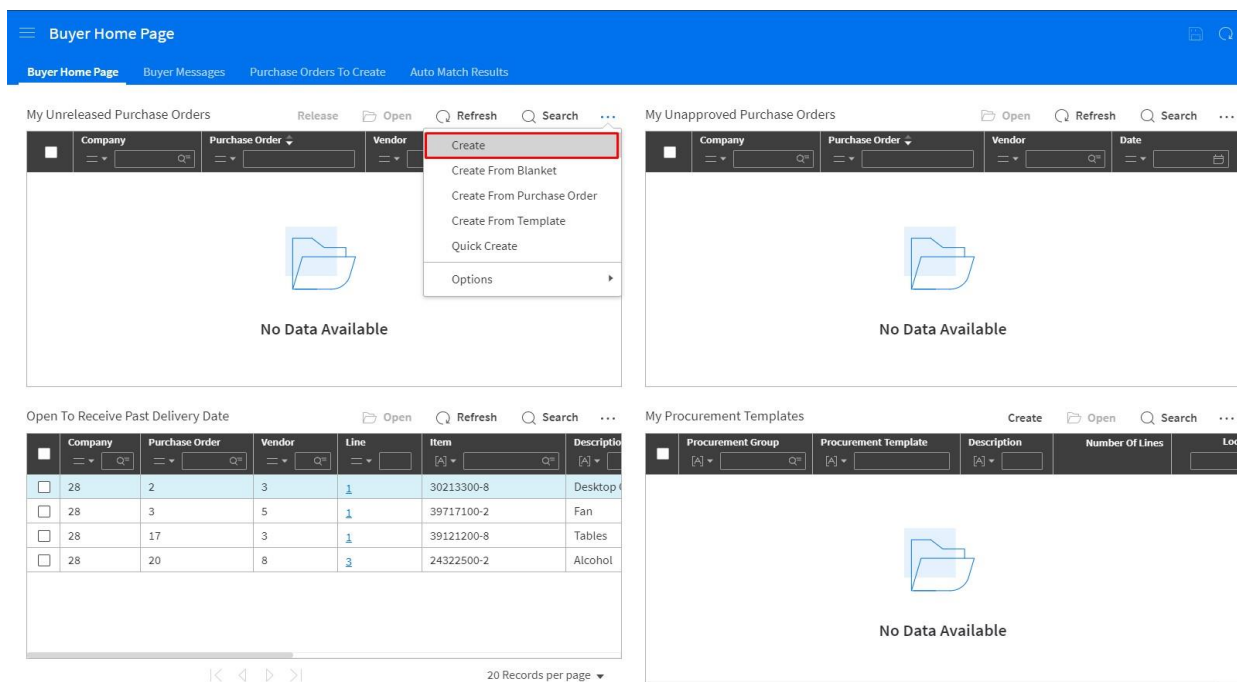 Buyer Home Page
Buyer Home Page Buyer Messages Purchase Orders To Create Auto Match Results
My Unreleased Purchase Orders Release Open Refresh Search ...
Company Purchase Order Vendor
Create
Create From Blanket
Create From Purchase Order
Create From Template
Quick Create
Options
No Data Available
My Unapproved Purchase Orders Open Refresh Search ...
Company Purchase Order Vendor Date
No Data Available
Open To Receive Past Delivery Date Open Refresh Search ...
Company Purchase Order Vendor Line Item Descriptio
[A] [A]
28 2 3 1 30213300-8 Desktop
28 3 5 1 39717100-2 Fan
28 17 3 1 39121200-8 Tables
28 20 8 3 24322500-2 Alcohol
20 Records per page
My Procurement Templates Create Open Search ...
Procurement Group Procurement Template Description Number Of Lines Loc
[A] [A] [A]
No Data Available